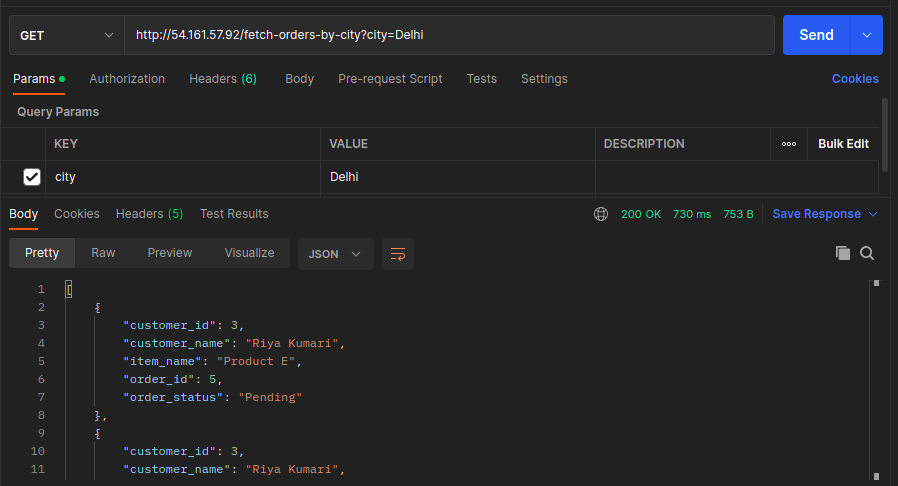 GET http://54.161.57.92/fetch-orders-by-city?city=Delhi Send
Params Authorization Headers (6) Body Pre-request Script Tests Settings Cookies
Query Params
KEY VALUE DESCRIPTION ooo Bulk Edit
city Delhi
Body Cookies Headers (5) Test Results 200 OK 730 ms 753 B Save Response
Pretty Raw Preview Visualize JSON
1 [
2 {
3 "customer_id": 3,
4 "customer_name": "Riya Kumari",
5 "item_name": "Product E",
6 "order_id": 5,
7 "order_status": "Pending"
8 },
9 {
10 "customer_id": 3,
11 "customer_name": "Riya Kumari",